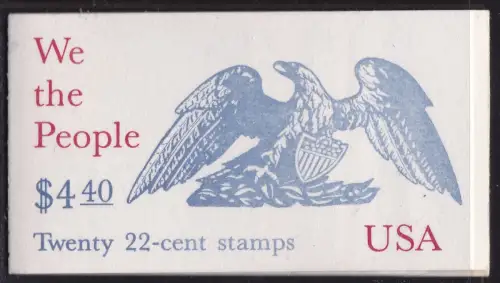 We
the
People
$4 40
Twenty 22-cent stamps
USA